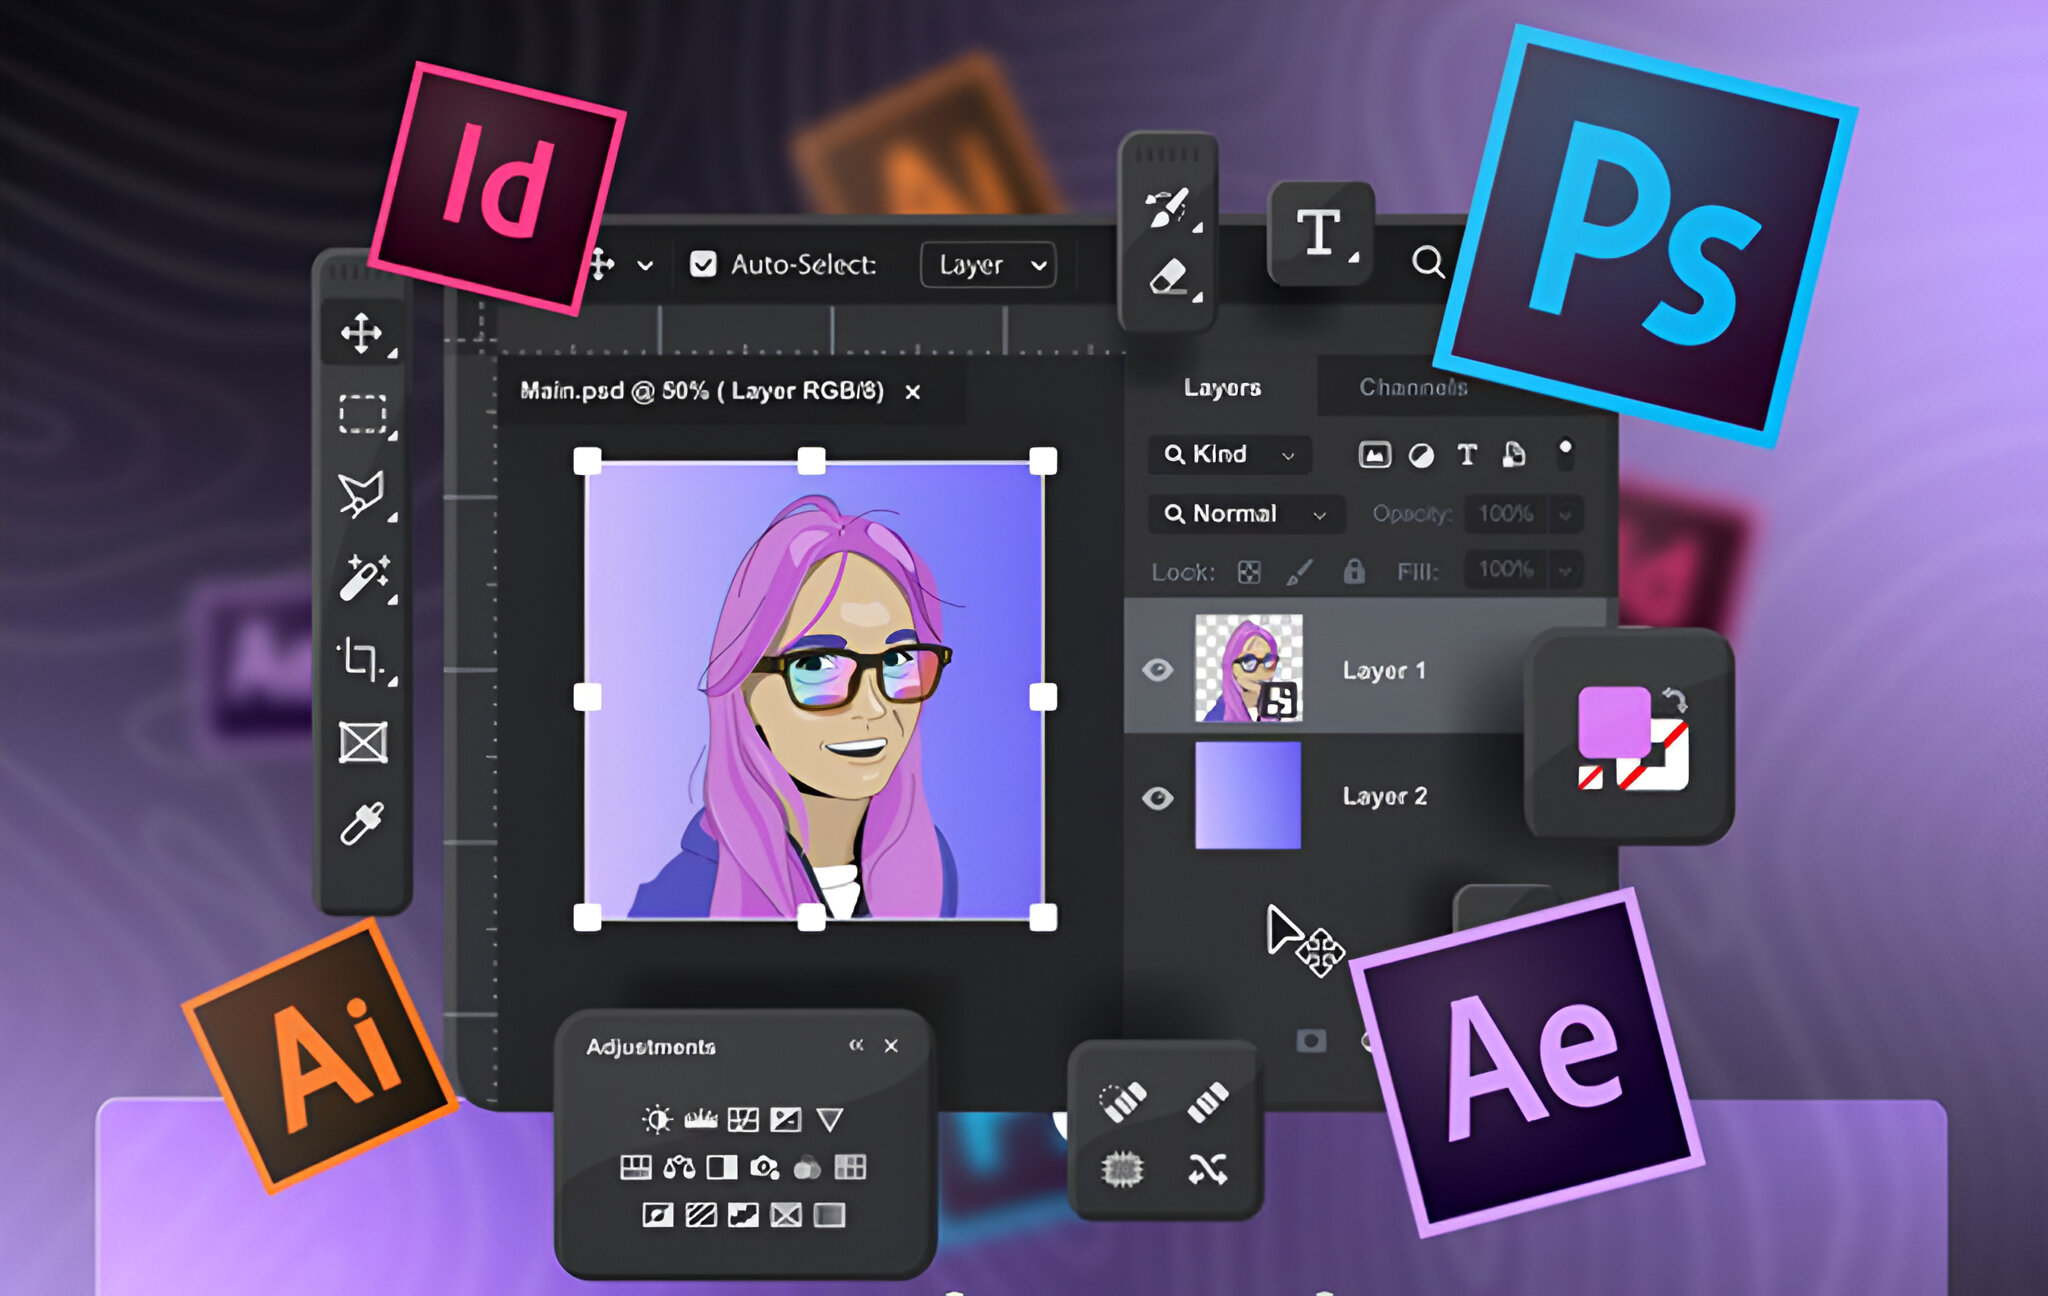 Id
Ps
Auto-Select:
Layer
T
Main.psd @ 50% ( Layer RGB/8) ×
Layers
Channels
Kind
T
Normal
Opacity: 100%
Lock:
Fill: 100%
Layer 1
Layer 2
Ai
Ae
Adjustments